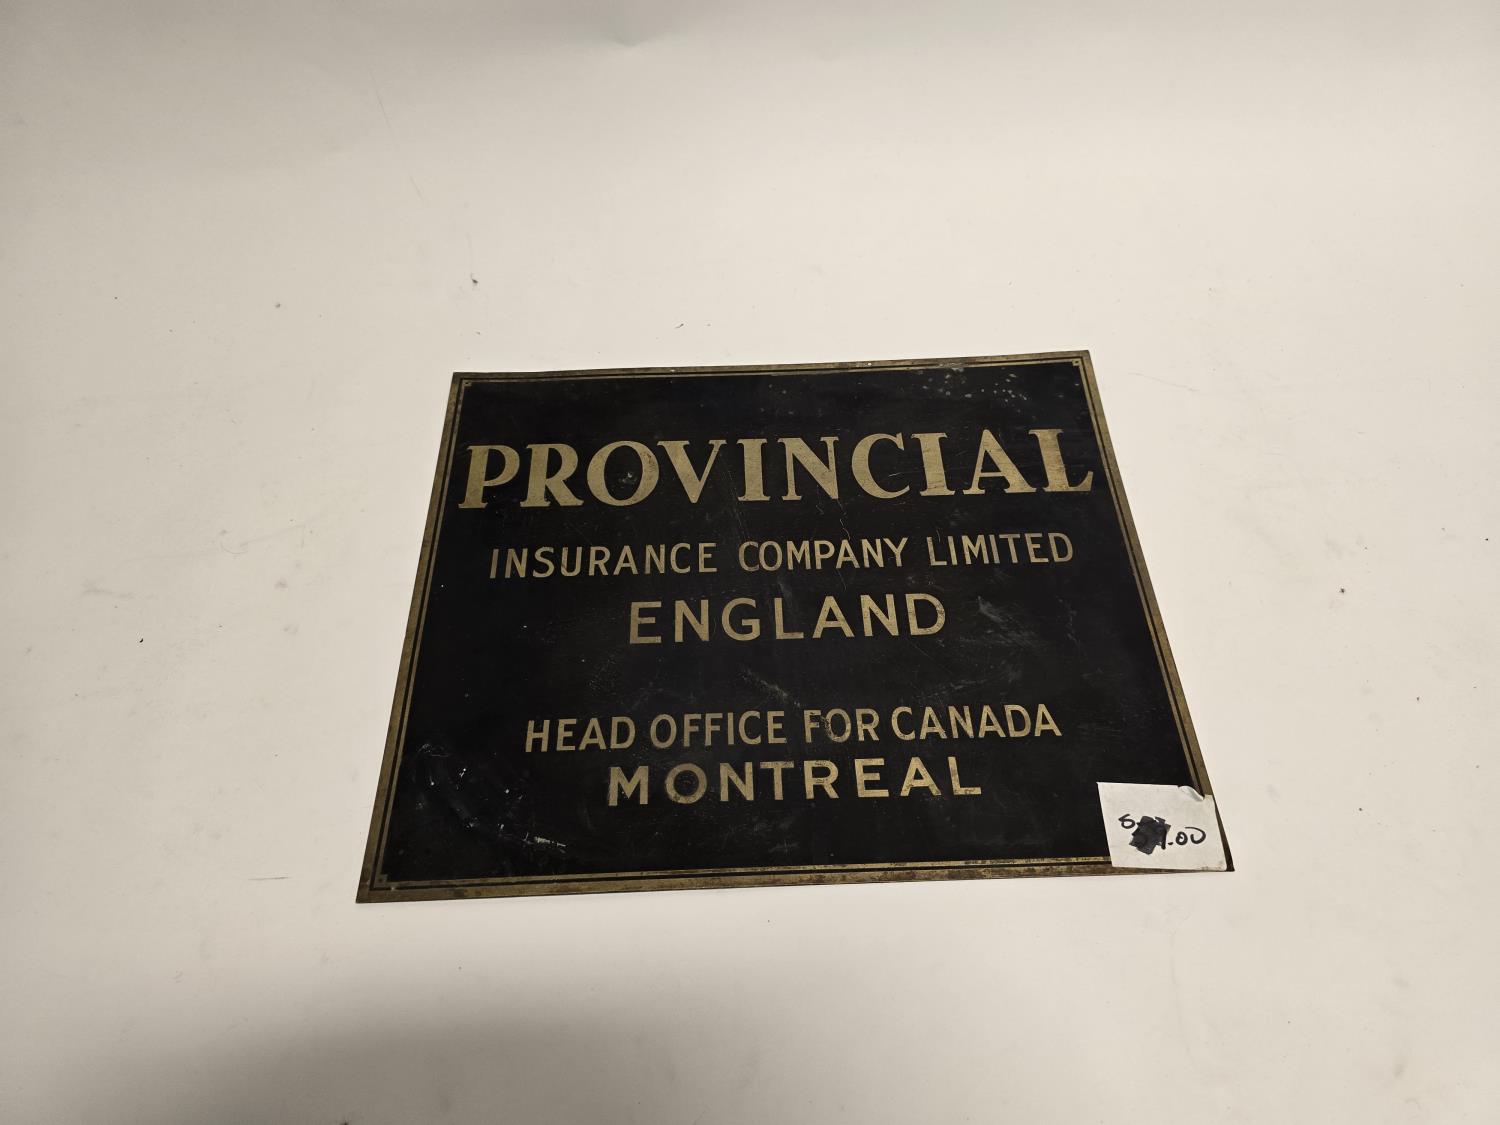 PROVINCIAL
INSURANCE COMPANY LIMITED
ENGLAND
HEAD OFFICE FOR CANADA
MONTREAL